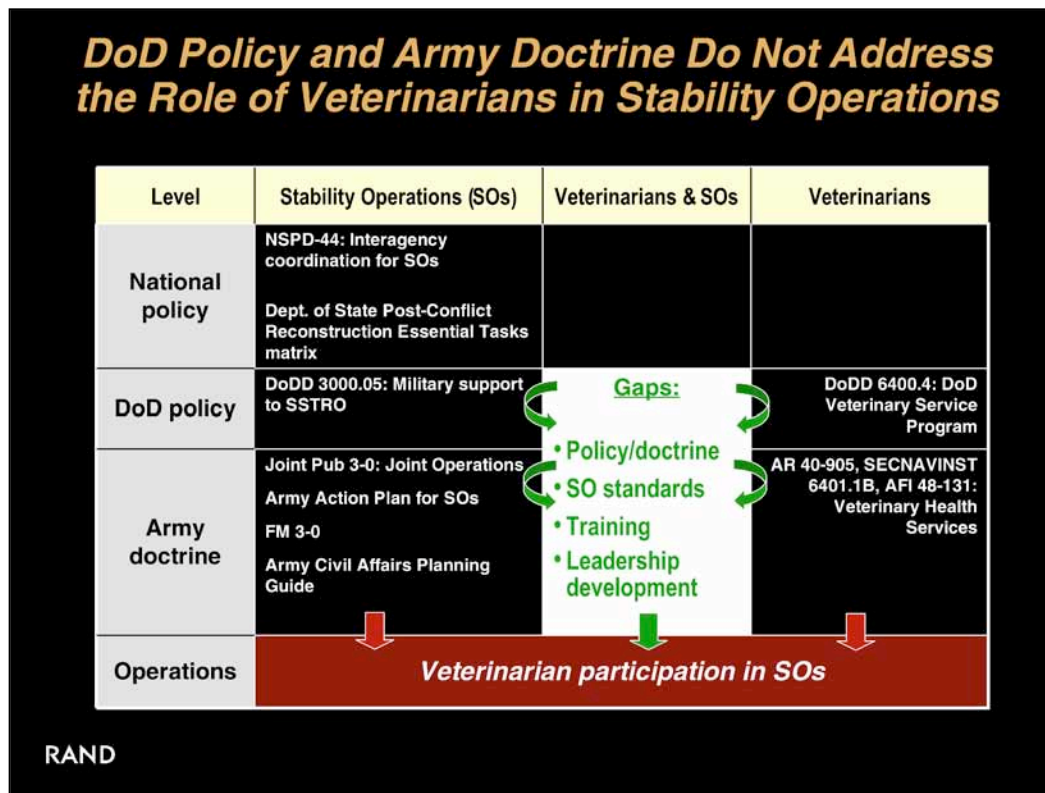 DoD Policy and Army Doctrine Do Not Address
the Role of Veterinarians in Stability Operations
Level
Stability Operations (SOs)
Veterinarians & SOs
Veterinarians
National
policy
NSPD-44: Interagency
coordination for SOs
Dept. of State Post-Conflict
Reconstruction Essential Tasks
matrix
DoD policy
DoDD 3000.05: Military support
to SSTRO
Gaps:
• Policy/doctrine
• SO standards
• Training
• Leadership
development
DoDD 6400.4: DoD
Veterinary Service
Program
Army
doctrine
Joint Pub 3-0: Joint Operations
Army Action Plan for SOs
FM 3-0
Army Civil Affairs Planning
Guide
AR 40-905, SECNAVINST
6401.1B, AFI 48-131:
Veterinary Health
Services
Operations
Veterinarian participation in SOs
RAND